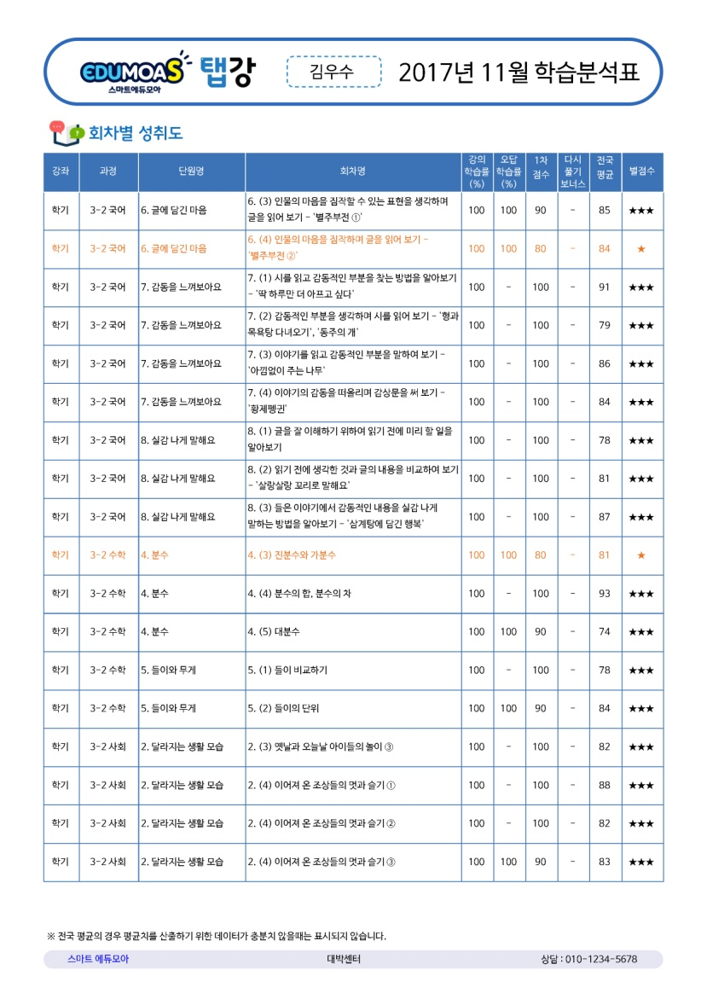 EDUMOAS 탭강
스마트에듀모아
김우수
2017년 11월 학습분석표
회차별 성취도
강좌 과정 단원명 회차명 강의 학습률 (%) 오답 학습률 (%) 1차 점수 다시 풀기 보너스 전국 평균 별점수
학기 3-2 국어 6. 글에 담긴 마음 6. (3) 인물의 마음을 짐작할 수 있는 표현을 생각하며
글을 읽어 보기 - '별주부전 ①' 100 100 90 - 85 ★★★
학기 3-2 국어 6. 글에 담긴 마음 6. (4) 인물의 마음을 짐작하며 글을 읽어 보기 -
'별주부전 ②' 100 100 80 - 84 ★
학기 3-2 국어 7. 감동을 느껴보아요 7. (1) 시를 읽고 감동적인 부분을 찾는 방법을 알아보기
- '딱 하루만 더 아프고 싶다' 100 - 100 - 91 ★★★
학기 3-2 국어 7. 감동을 느껴보아요 7. (2) 감동적인 부분을 생각하며 시를 읽어 보기 - '형과
목욕탕 다녀오기', '동주의 개' 100 - 100 - 79 ★★★
학기 3-2 국어 7. 감동을 느껴보아요 7. (3) 이야기를 읽고 감동적인 부분을 말하여 보기 -
'아낌없이 주는 나무' 100 - 100 - 86 ★★★
학기 3-2 국어 7. 감동을 느껴보아요 7. (4) 이야기의 감동을 떠올리며 감상문을 써 보기 -
'황제펭귄' 100 - 100 - 84 ★★★
학기 3-2 국어 8. 실감 나게 말해요 8. (1) 글을 잘 이해하기 위하여 읽기 전에 미리 할 일을
알아보기 100 - 100 - 78 ★★★
학기 3-2 국어 8. 실감 나게 말해요 8. (2) 읽기 전에 생각한 것과 글의 내용을 비교하여 보기
- '살랑살랑 꼬리로 말해요' 100 - 100 - 81 ★★★
학기 3-2 국어 8. 실감 나게 말해요 8. (3) 들은 이야기에서 감동적인 내용을 실감 나게
말하는 방법을 알아보기 - '삼계탕에 담긴 행복' 100 - 100 - 87 ★★★
학기 3-2 수학 4. 분수 4. (3) 진분수와 가분수 100 100 80 - 81 ★
학기 3-2 수학 4. 분수 4. (4) 분수의 합, 분수의 차 100 - 100 - 93 ★★★
학기 3-2 수학 4. 분수 4. (5) 대분수 100 100 90 - 74 ★★★
학기 3-2 수학 5. 들이와 무게 5. (1) 들이 비교하기 100 - 100 - 78 ★★★
학기 3-2 수학 5. 들이와 무게 5. (2) 들이의 단위 100 100 90 - 84 ★★★
학기 3-2 사회 2. 달라지는 생활 모습 2. (3) 옛날과 오늘날 아이들의 놀이 ③ 100 - 100 - 82 ★★★
학기 3-2 사회 2. 달라지는 생활 모습 2. (4) 이어져 온 조상들의 멋과 슬기 ① 100 - 100 - 88 ★★★
학기 3-2 사회 2. 달라지는 생활 모습 2. (4) 이어져 온 조상들의 멋과 슬기 ② 100 - 100 - 82 ★★★
학기 3-2 사회 2. 달라지는 생활 모습 2. (4) 이어져 온 조상들의 멋과 슬기 ③ 100 100 90 - 83 ★★★
※ 전국 평균의 경우 평균치를 산출하기 위한 데이터가 충분치 않을때는 표시되지 않습니다.
스마트 에듀모아 대박센터 상담 : 010-1234-5678